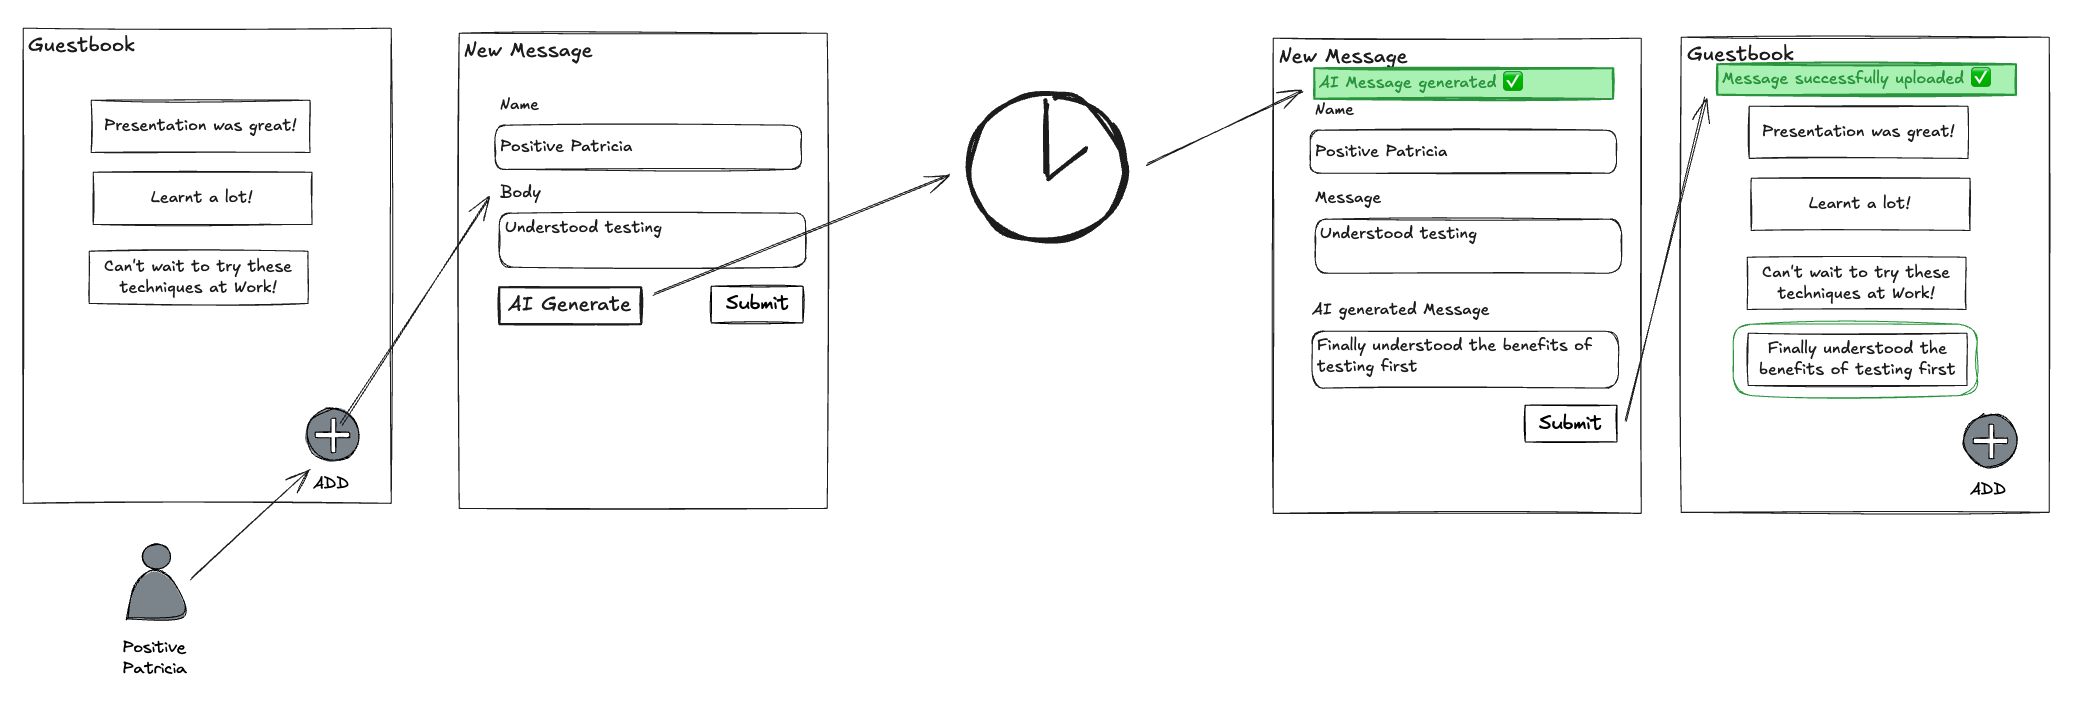 Guestbook
Presentation was great!
Learnt a lot!
Can't wait to try these
techniques at Work!
ADD
Positive
Patricia
New Message
Name
Positive Patricia
Body
Understood testing
AI Generate
Submit
New Message
AI Message generated ✅
Name
Positive Patricia
Message
Understood testing
AI generated Message
Finally understood the benefits of
testing first
Submit
Guestbook
Message successfully uploaded ✅
Presentation was great!
Learnt a lot!
Can't wait to try these
techniques at Work!
Finally understood the
benefits of testing first
ADD